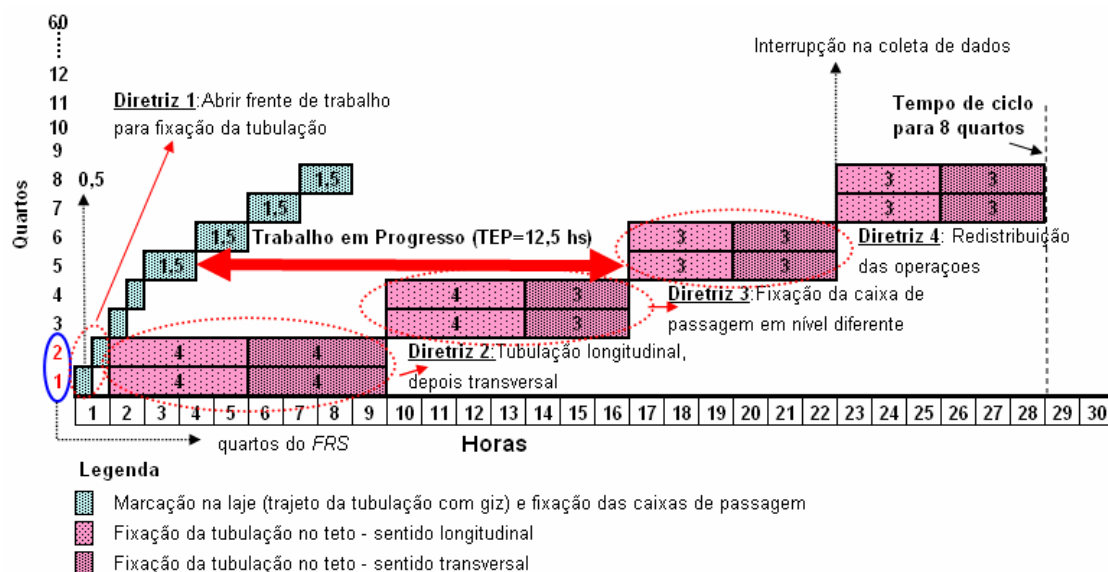 60
12
11
10
9
8
7
6
5
4
3
2
1
Quartos
0,5
Diretriz 1:Abrir frente de trabalho
para fixação da tubulação
Interrupção na coleta de dados
Tempo de ciclo
para 8 quartos
1,5
1,5
1,5
1,5
Trabalho em Progresso (TEP=12,5 hs)
3 3
3 3
3 3
3 3
Diretriz 4: Redistribuição
das operaçoes
4 3
4 3
Diretriz 3:Fixação da caixa de
passagem em nível diferente
4 4
4 4
Diretriz 2:Tubulação longitudinal,
depois transversal
1 2 3 4 5 6 7 8 9 10 11 12 13 14 15 16 17 18 19 20 21 22 23 24 25 26 27 28 29 30
quartos do FRS
Horas
Legenda
Marcação na laje (trajeto da tubulação com giz) e fixação das caixas de passagem
Fixação da tubulação no teto - sentido longitudinal
Fixação da tubulação no teto - sentido transversal